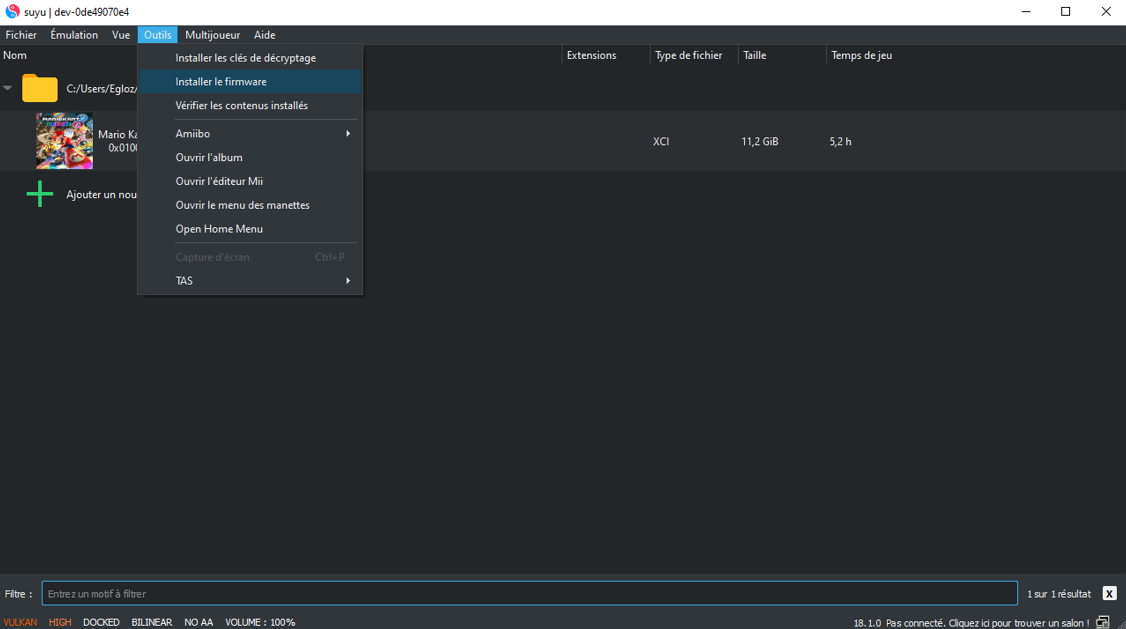 suyu | dev-0de49070e4
Fichier Émulation Vue Outils Multijoueur Aide
Nom Extensions Type de fichier Taille Temps de jeu
Installer les clés de décryptage
Installer le firmware
C:/Users/Egloz/
Vérifier les contenus installés
Amiibo
Mario Ka
0x0100
XCI 11,2 GiB 5,2 h
Ouvrir l'album
Ouvrir l'éditeur Mii
Ajouter un nou
Ouvrir le menu des manettes
Open Home Menu
Capture d'écran Ctrl+P
TAS
Filtre : Entrez un motif à filtrer 1 sur 1 résultat X
VULKAN HIGH DOCKED BILINEAR NO AA VOLUME : 100% 18.1.0 Pas connecté. Cliquez ici pour trouver un salon !